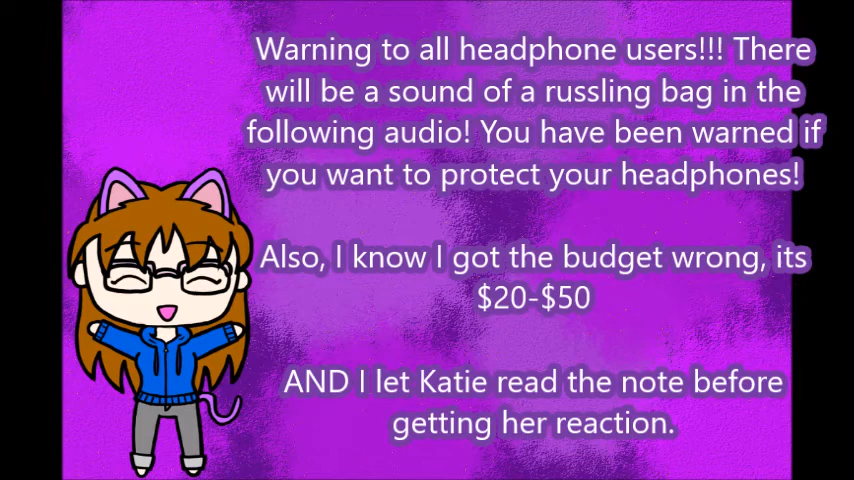 Warning to all headphone users!!! There
will be a sound of a russling bag in the
following audio! You have been warned if
you want to protect your headphones!
Also, I know I got the budget wrong, its
$20-$50
AND I let Katie read the note before
getting her reaction.